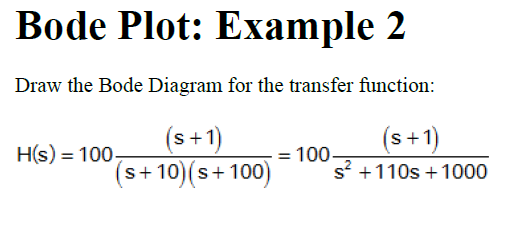 Bode Plot: Example 2
Draw the Bode Diagram for the transfer function:
H(s) = 100 (s + 1) / (s + 10)(s + 100) = 100 (s + 1) / s² + 110s + 1000